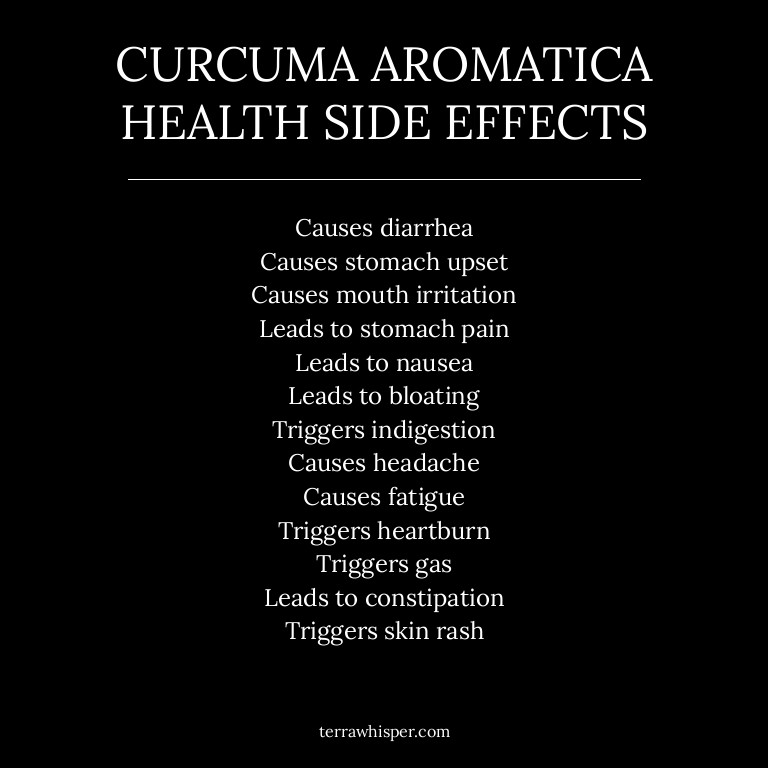 CURCUMA AROMATICA
HEALTH SIDE EFFECTS
Causes diarrhea
Causes stomach upset
Causes mouth irritation
Leads to stomach pain
Leads to nausea
Leads to bloating
Triggers indigestion
Causes headache
Causes fatigue
Triggers heartburn
Triggers gas
Leads to constipation
Triggers skin rash
terrawhisper.com